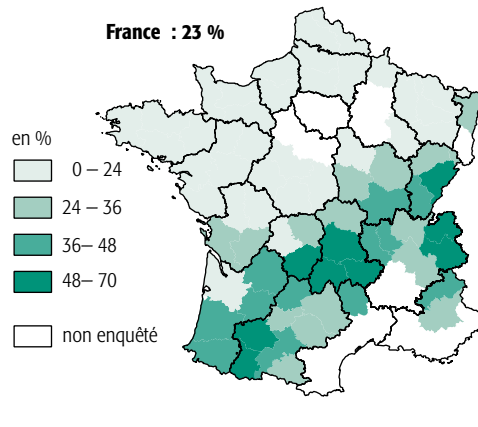 France : 23 %
en %
0 – 24
24 – 36
36– 48
48– 70
non enquêté